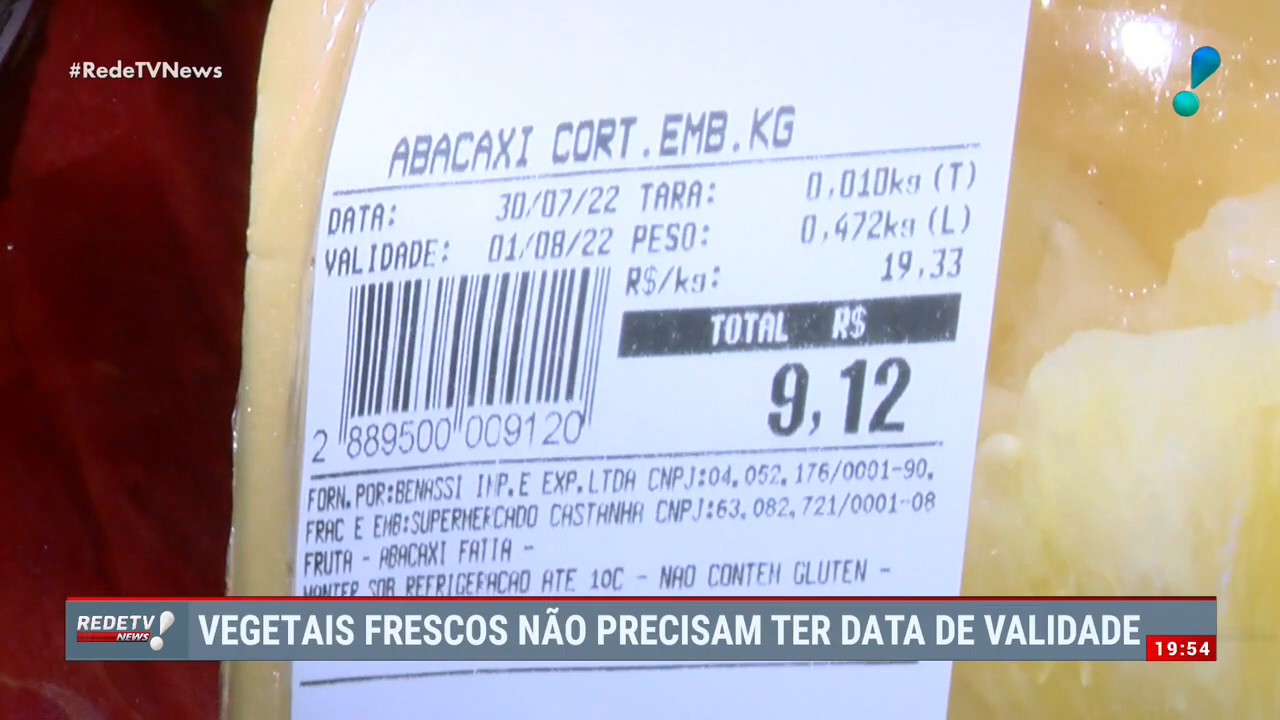 #RedeTVNews
ABACAXI CORT.EMB.KG
DATA: 30/07/22 TARA: 0,010kg (T)
VALIDADE: 01/08/22 PESO: 0,472kg (L)
R$/kg: 19,33
TOTAL R$
9,12
2 889500 009120
FORN.POR:BENASSI IMP.E EXP.LTDA CNPJ:04.052.176/0001-90.
FRAC E EMB:SUPERMERCADO CASTANHA CNPJ:63.082.721/0001-08
FRUTA - ABACAXI FATIA -
MANTER SOB REFRIGERACAO ATE 10C - NAO CONTEM GLUTEN -
REDETV NEWS
VEGETAIS FRESCOS NÃO PRECISAM TER DATA DE VALIDADE
19:54